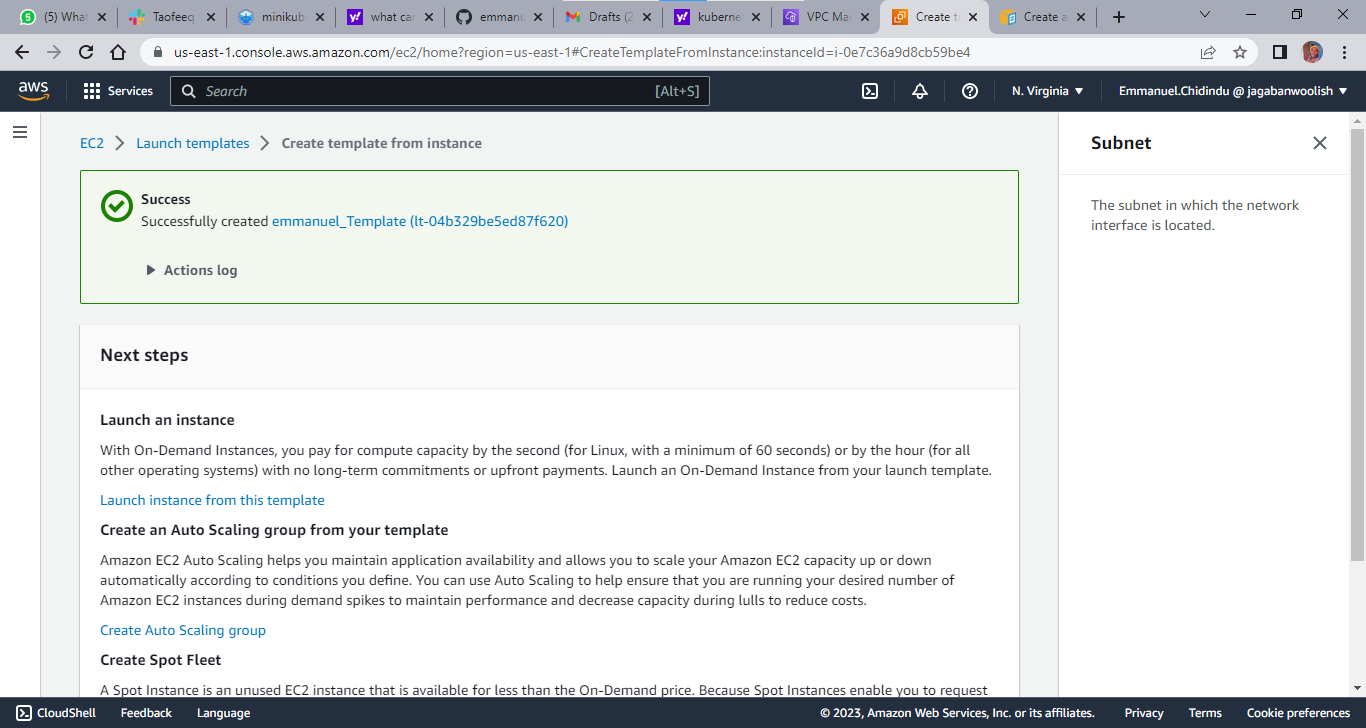 (5) What
Taofeeq
minikub
what car
emmanu
Drafts (2
kuberne
VPC Ma
Create t
Create a
us-east-1.console.aws.amazon.com/ec2/home?region=us-east-1#CreateTemplateFromInstance:instanceId=i-0e7c36a9d8cb59be4
aws
Services
Search
[Alt+S]
N. Virginia
Emmanuel.Chidindu @ jagabanwoolish
EC2
Launch templates
Create template from instance
Success
Successfully created emmanuel_Template (lt-04b329be5ed87f620)
Actions log
Next steps
Launch an instance
With On-Demand Instances, you pay for compute capacity by the second (for Linux, with a minimum of 60 seconds) or by the hour (for all
other operating systems) with no long-term commitments or upfront payments. Launch an On-Demand Instance from your launch template.
Launch instance from this template
Create an Auto Scaling group from your template
Amazon EC2 Auto Scaling helps you maintain application availability and allows you to scale your Amazon EC2 capacity up or down
automatically according to conditions you define. You can use Auto Scaling to help ensure that you are running your desired number of
Amazon EC2 instances during demand spikes to maintain performance and decrease capacity during lulls to reduce costs.
Create Auto Scaling group
Create Spot Fleet
A Spot Instance is an unused EC2 instance that is available for less than the On-Demand price. Because Spot Instances enable you to request
Subnet
The subnet in which the network
interface is located.
CloudShell
Feedback
Language
© 2023, Amazon Web Services, Inc. or its affiliates.
Privacy
Terms
Cookie preferences